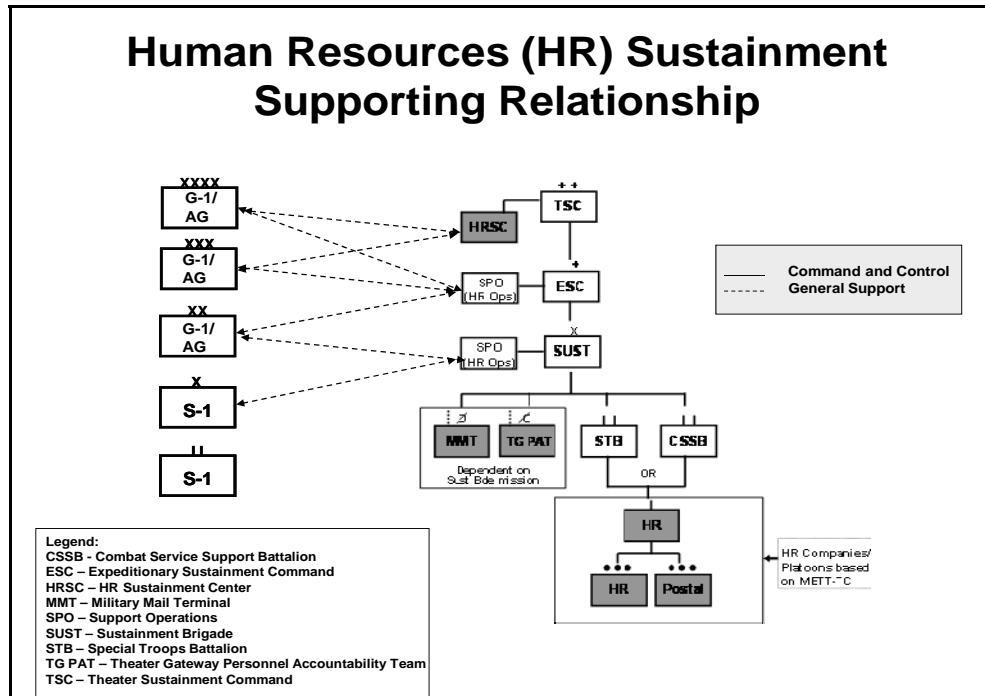 Human Resources (HR) Sustainment
Supporting Relationship
XXXX
G-1/
AG
XXX
G-1/
AG
XX
G-1/
AG
X
S-1
II
S-1
++
TSC
HRSC
+
ESC
SPO
(HR Ops)
X
SUST
SPO
(HR Ops)
MMT
TG PAT
Dependent on
Sust Bde mission
II
STB
II
CSSB
OR
HR
•••
HR
•••
Postal
HR Companies/
Platoons based
on METT-TC
Command and Control
General Support
Legend:
CSSB - Combat Service Support Battalion
ESC – Expeditionary Sustainment Command
HRSC – HR Sustainment Center
MMT – Military Mail Terminal
SPO – Support Operations
SUST – Sustainment Brigade
STB – Special Troops Battalion
TG PAT – Theater Gateway Personnel Accountability Team
TSC – Theater Sustainment Command